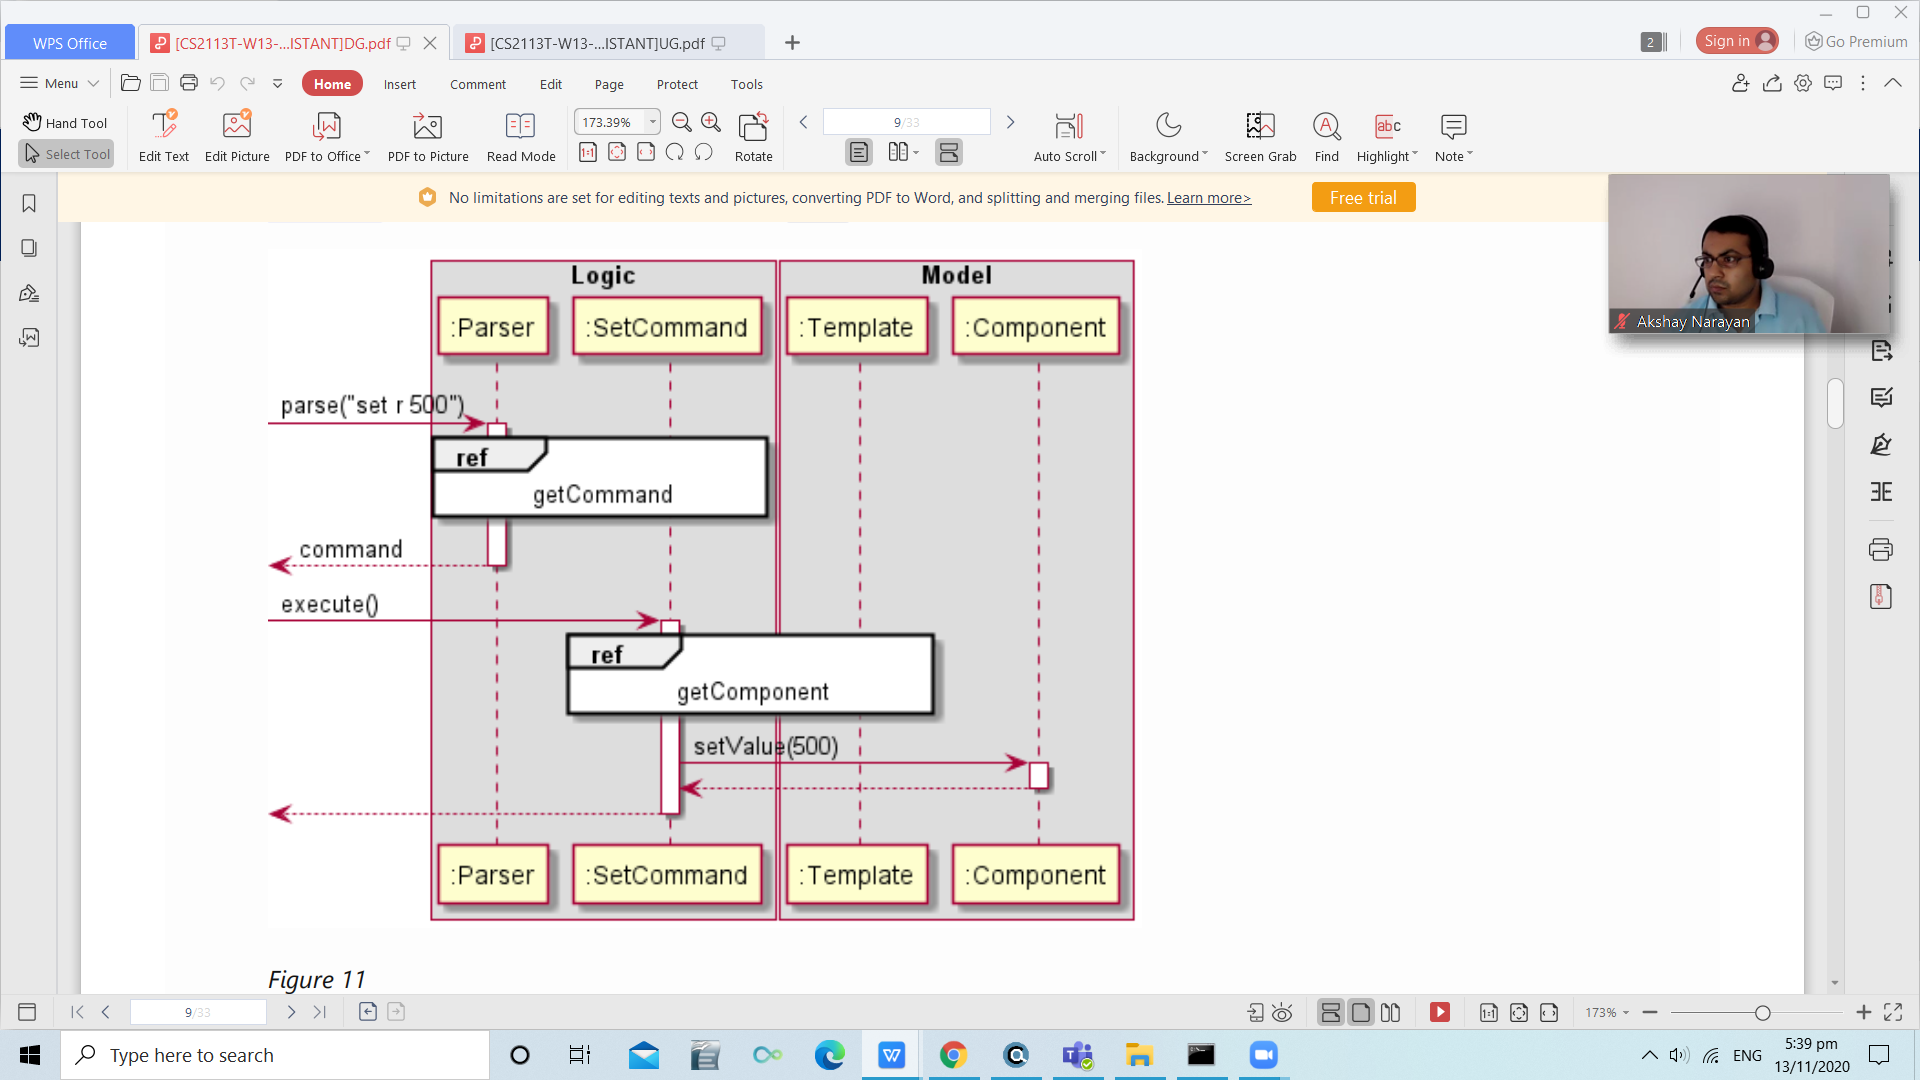 WPS Office
[CS2113T-W13-...ISTANT]DG.pdf
[CS2113T-W13-...ISTANT]UG.pdf
2
Sign in
Go Premium
Menu
Home
Insert
Comment
Edit
Page
Protect
Tools
Hand Tool
Select Tool
Edit Text
Edit Picture
PDF to Office
PDF to Picture
Read Mode
173.39%
1:1
Rotate
9/33
Auto Scroll
Background
Screen Grab
Find
abc
Highlight
Note
No limitations are set for editing texts and pictures, converting PDF to Word, and splitting and merging files. Learn more>
Free trial
Akshay Narayan
Logic
Model
:Parser
:SetCommand
:Template
:Component
parse("set r 500")
ref
getCommand
command
execute()
ref
getComponent
setValue(500)
:Parser
:SetCommand
:Template
:Component
Figure 11
9/33
1:1
173%
Type here to search
ENG
5:39 pm
13/11/2020